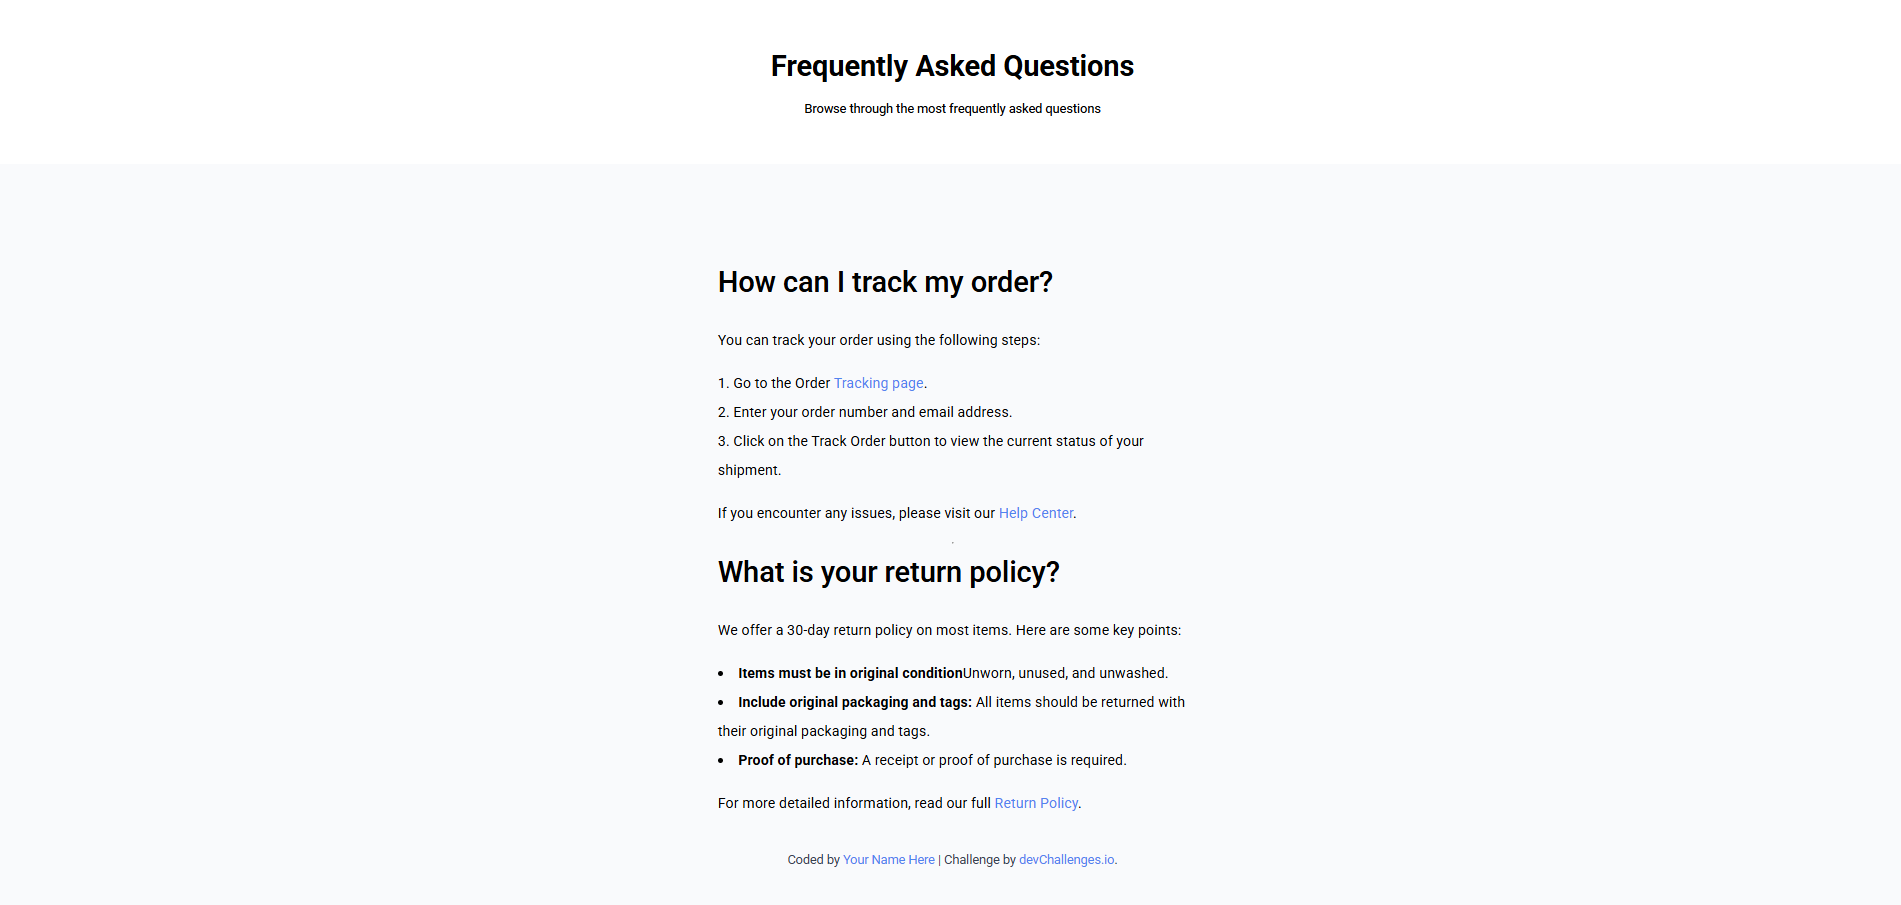 Frequently Asked Questions
Browse through the most frequently asked questions
How can I track my order?
You can track your order using the following steps:
1. Go to the Order Tracking page.
2. Enter your order number and email address.
3. Click on the Track Order button to view the current status of your
shipment.
If you encounter any issues, please visit our Help Center.
What is your return policy?
We offer a 30-day return policy on most items. Here are some key points:
• Items must be in original conditionUnworn, unused, and unwashed.
• Include original packaging and tags: All items should be returned with
their original packaging and tags.
• Proof of purchase: A receipt or proof of purchase is required.
For more detailed information, read our full Return Policy.
Coded by Your Name Here | Challenge by devChallenges.io.